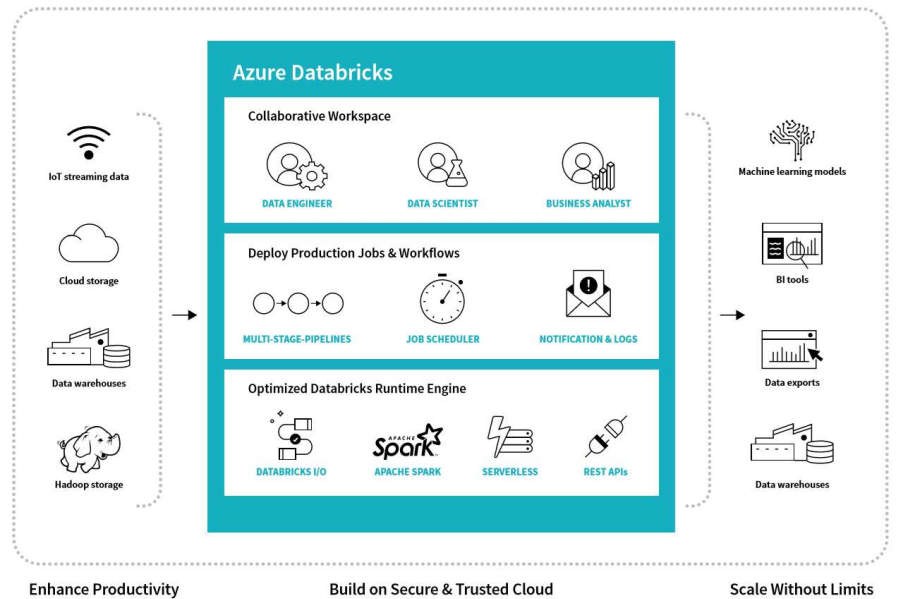 Azure Databricks
IoT streaming data
Cloud storage
Data warehouses
Hadoop storage
Collaborative Workspace
DATA ENGINEER
DATA SCIENTIST
BUSINESS ANALYST
Deploy Production Jobs & Workflows
MULTI-STAGE-PIPELINES
JOB SCHEDULER
NOTIFICATION & LOGS
Optimized Databricks Runtime Engine
APACHE
Spark
DATABRICKS I/O
APACHE SPARK
SERVERLESS
REST APIs
Machine learning models
BI tools
Data exports
Data warehouses
Enhance Productivity
Build on Secure & Trusted Cloud
Scale Without Limits